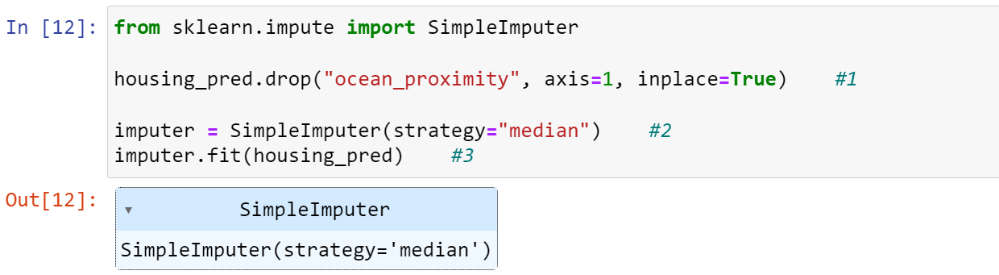 In [12]: from sklearn.impute import SimpleImputer
housing_pred.drop("ocean_proximity", axis=1, inplace=True)    #1
imputer = SimpleImputer(strategy="median")    #2
imputer.fit(housing_pred)    #3
Out[12]:
▾ SimpleImputer
SimpleImputer(strategy='median')